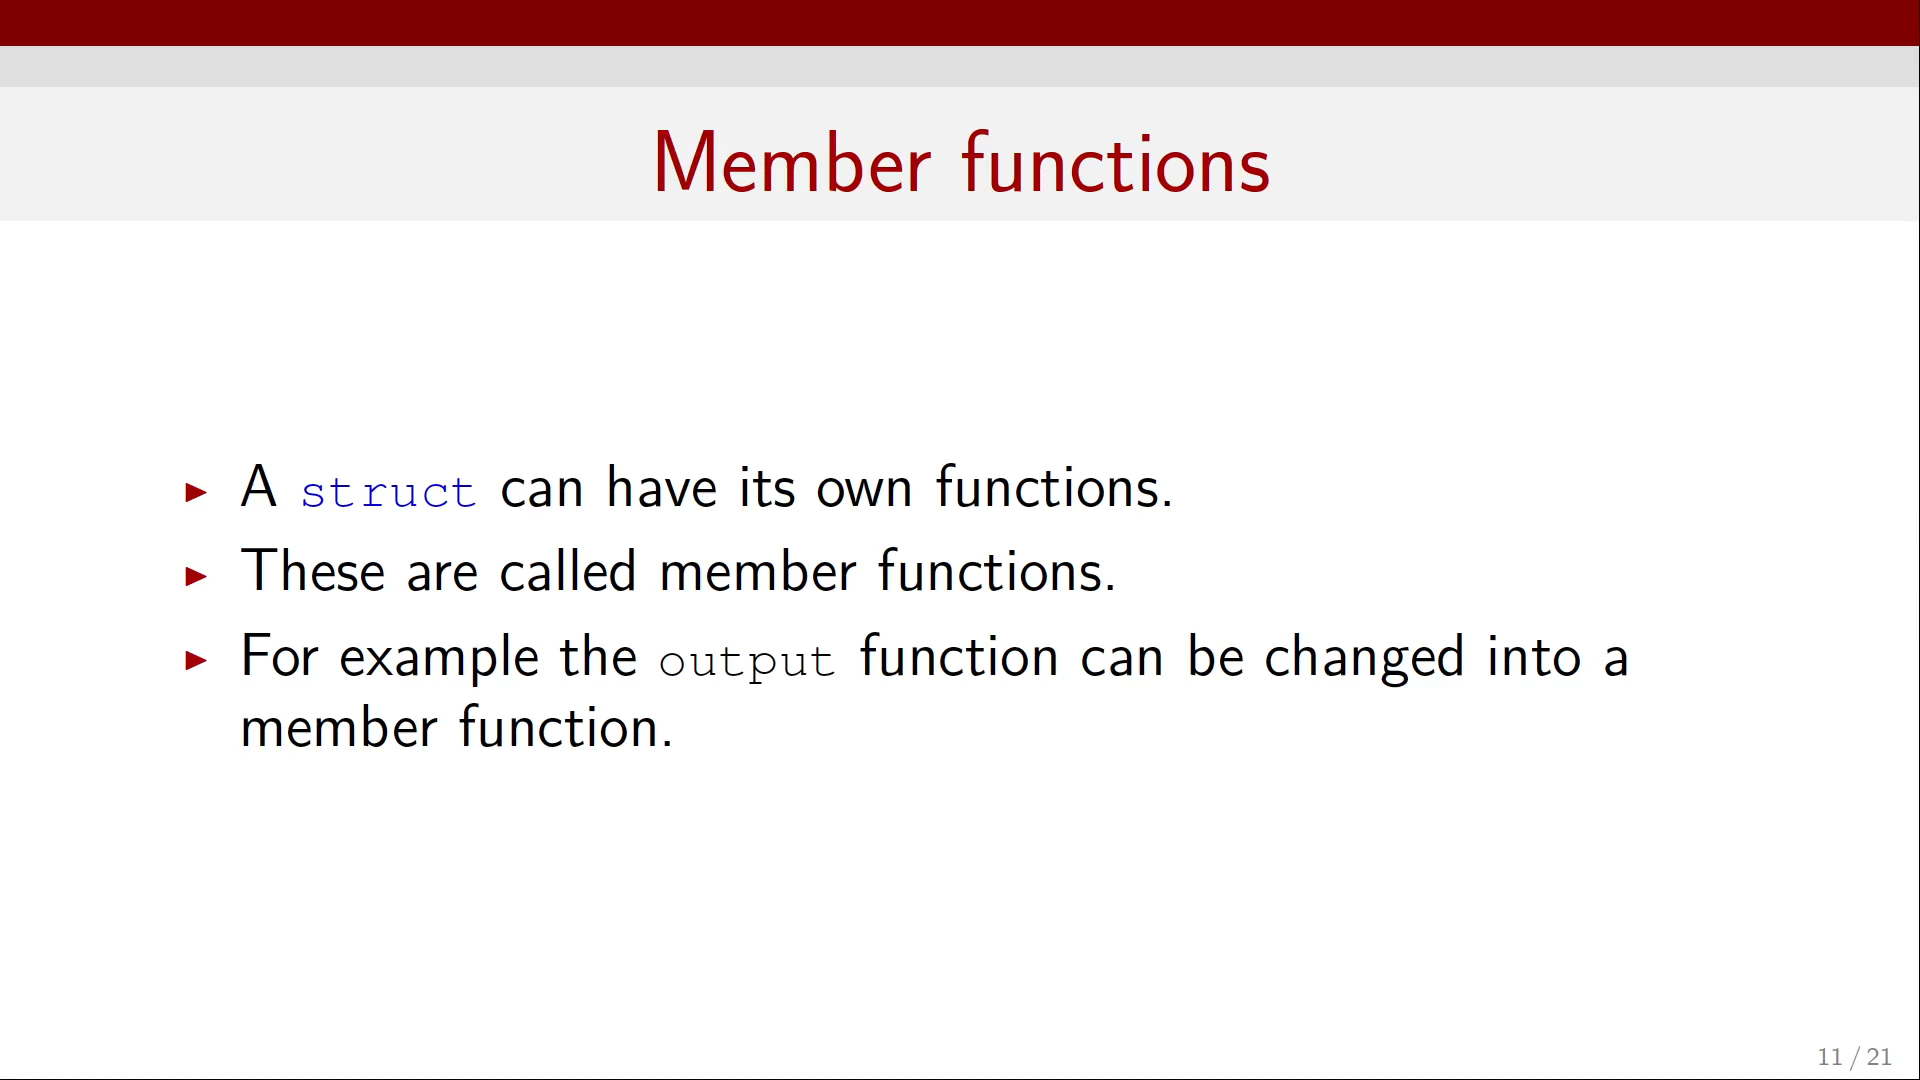 Member functions
A struct can have its own functions.
These are called member functions.
For example the output function can be changed into a
member function.
11 / 21